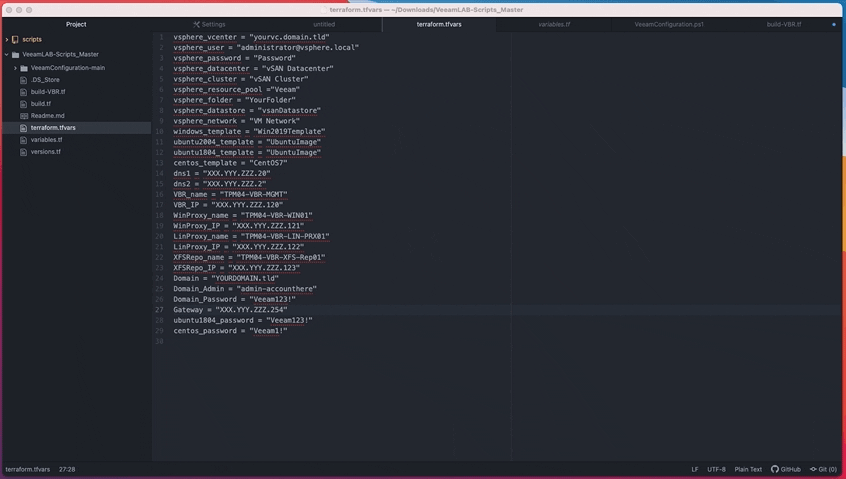 terraform.tfvars — ~/Downloads/VeeamLAB-Scripts_Master
Project
Settings
untitled
terraform.tfvars
variables.tf
VeeamConfiguration.ps1
build-VBR.tf
scripts
VeeamLAB-Scripts_Master
VeeamConfiguration-main
.DS_Store
build-VBR.tf
build.tf
Readme.md
terraform.tfvars
variables.tf
versions.tf
1 vsphere_vcenter = "yourvc.domain.tld"
2 vsphere_user = "administrator@vsphere.local"
3 vsphere_password = "Password"
4 vsphere_datacenter = "vSAN Datacenter"
5 vsphere_cluster = "vSAN Cluster"
6 vsphere_resource_pool ="Veeam"
7 vsphere_folder = "YourFolder"
8 vsphere_datastore = "vsanDatastore"
9 vsphere_network = "VM Network"
10 windows_template = "Win2019Template"
11 ubuntu2004_template = "UbuntuImage"
12 ubuntu1804_template = "UbuntuImage"
13 centos_template = "CentOS7"
14 dns1 = "XXX.YYY.ZZZ.20"
15 dns2 = "XXX.YYY.ZZZ.2"
16 VBR_name = "TPM04-VBR-MGMT"
17 VBR_IP = "XXX.YYY.ZZZ.120"
18 WinProxy_name = "TPM04-VBR-WIN01"
19 WinProxy_IP = "XXX.YYY.ZZZ.121"
20 LinProxy_name = "TPM04-VBR-LIN-PRX01"
21 LinProxy_IP = "XXX.YYY.ZZZ.122"
22 XFSRepo_name = "TPM04-VBR-XFS-Rep01"
23 XFSRepo_IP = "XXX.YYY.ZZZ.123"
24 Domain = "YOURDOMAIN.tld"
25 Domain_Admin = "admin-accounthere"
26 Domain_Password = "Veeam123!"
27 Gateway = "XXX.YYY.ZZZ.254"
28 ubuntu1804_password = "Veeam123!"
29 centos_password = "Veeam1!"
30
terraform.tfvars 27:28
LF UTF-8 Plain Text GitHub Git (0)